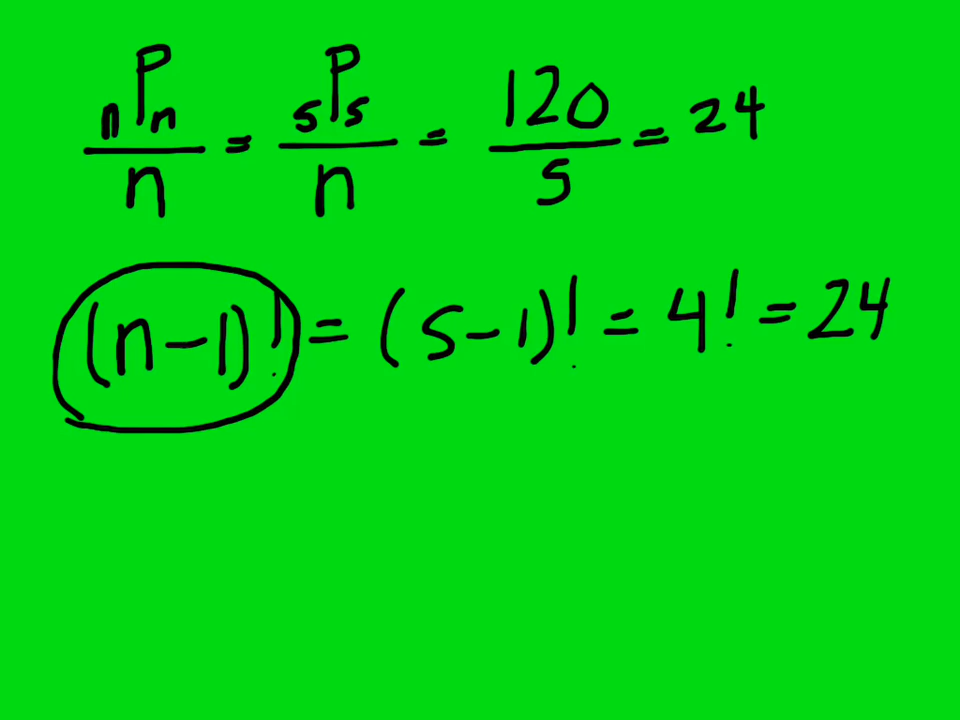 nPn/n = 5P5/n = 120/5 = 24
(n-1)! = (5-1)! = 4! = 24